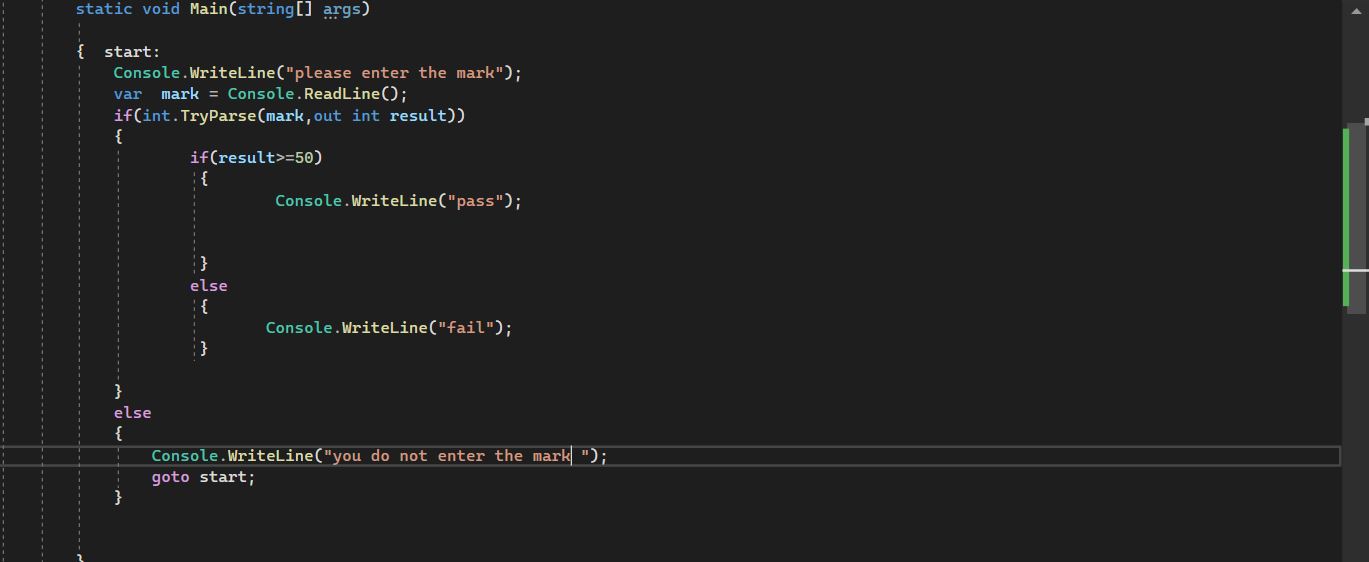 static void Main(string[] args)
{ start:
Console.WriteLine("please enter the mark");
var mark = Console.ReadLine();
if(int.TryParse(mark,out int result))
{
if(result>=50)
{
Console.WriteLine("pass");
}
else
{
Console.WriteLine("fail");
}
}
else
{
Console.WriteLine("you do not enter the mark ");
goto start;
}
}